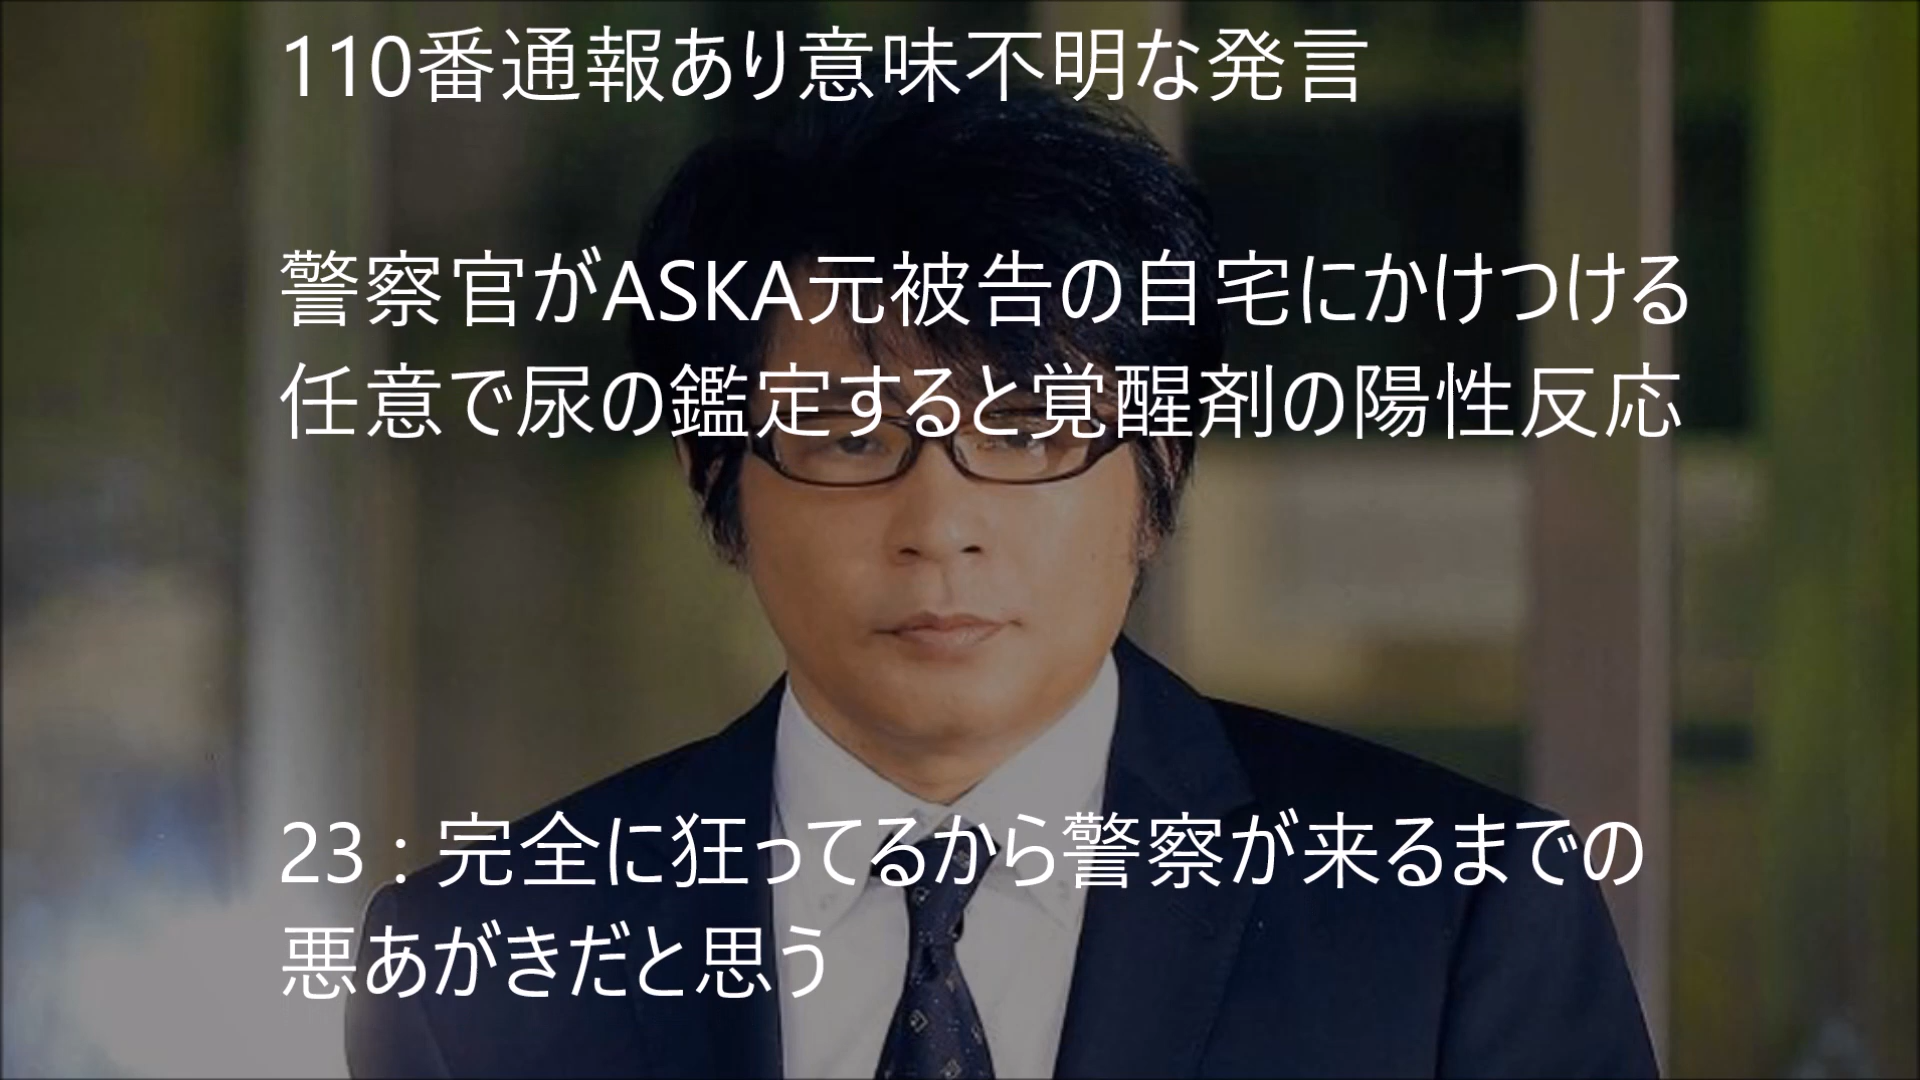 110番通報あり意味不明な発言
警察官がASKA元被告の自宅にかけつける
任意で尿の鑑定すると覚醒剤の陽性反応
23 : 完全に狂ってるから警察が来るまでの
悪あがきだと思う